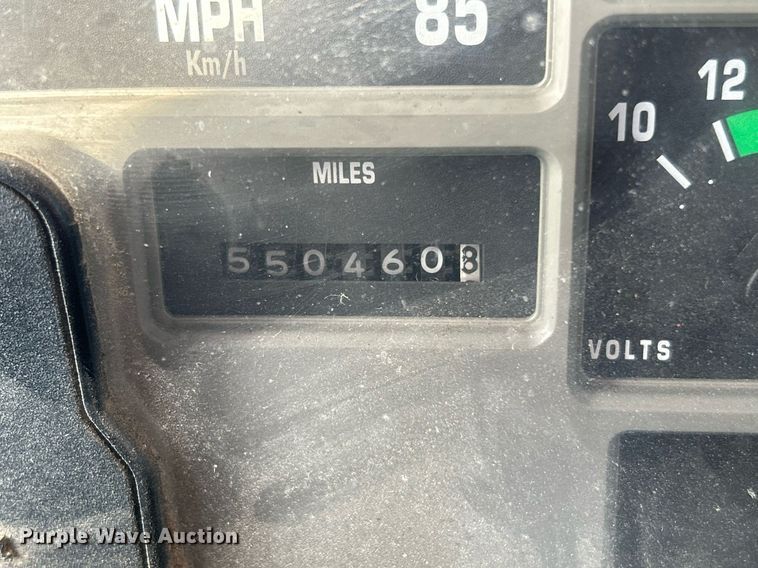 MPH 85
Km/h
12
10
MILES
5504608
VOLTS
Purple Wave Auction